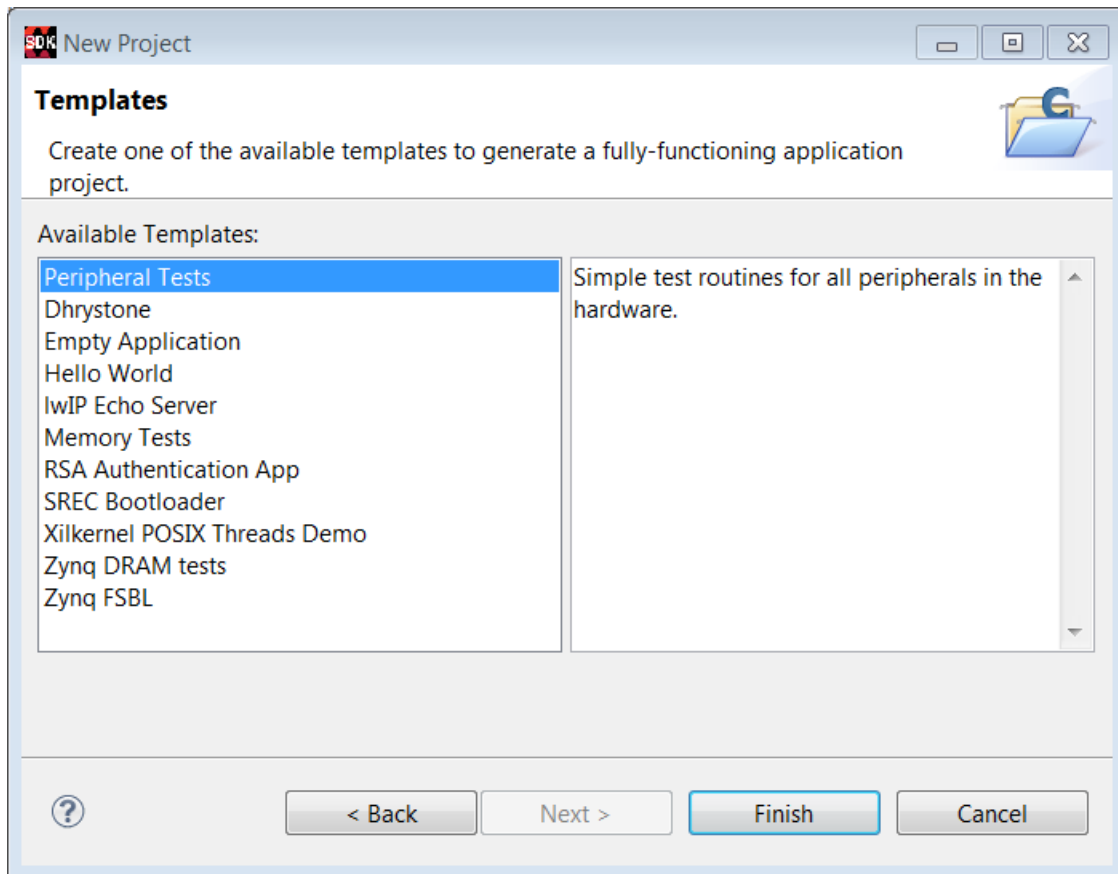 SDK New Project
Templates
Create one of the available templates to generate a fully-functioning application
project.
Available Templates:
Peripheral Tests
Dhrystone
Empty Application
Hello World
lwIP Echo Server
Memory Tests
RSA Authentication App
SREC Bootloader
Xilkernel POSIX Threads Demo
Zynq DRAM tests
Zynq FSBL
Simple test routines for all peripherals in the
hardware.
?
< Back
Next >
Finish
Cancel